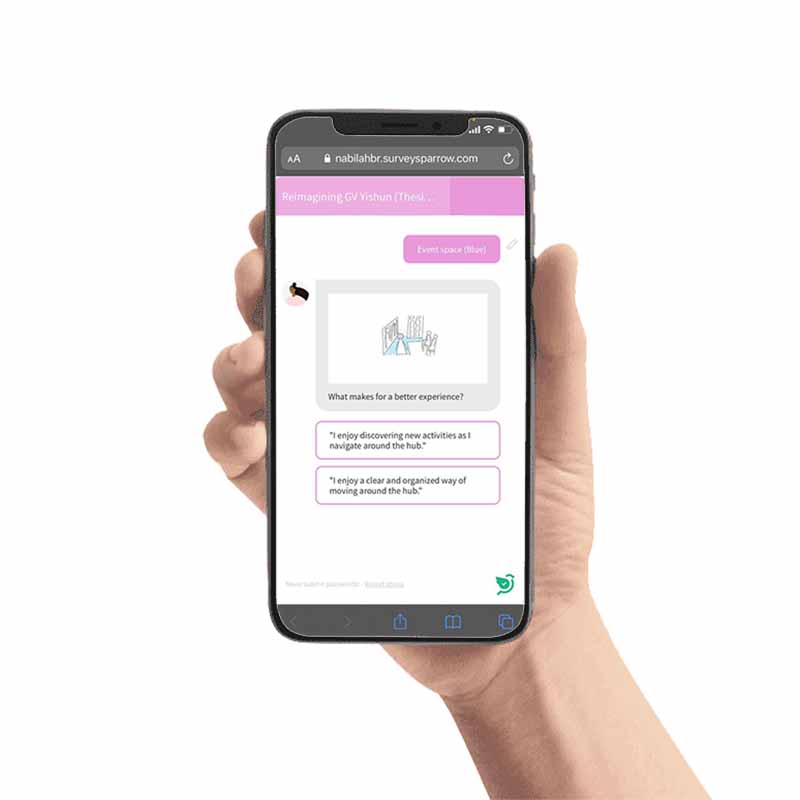 AA nabilahbr.surveysparrow.com
Reimagining GV Yishun (Thesi...
Event space (Blue)
What makes for a better experience?
"I enjoy discovering new activities as I
navigate around the hub."
"I enjoy a clear and organized way of
moving around the hub."
Never submit passwords! - Report abuse